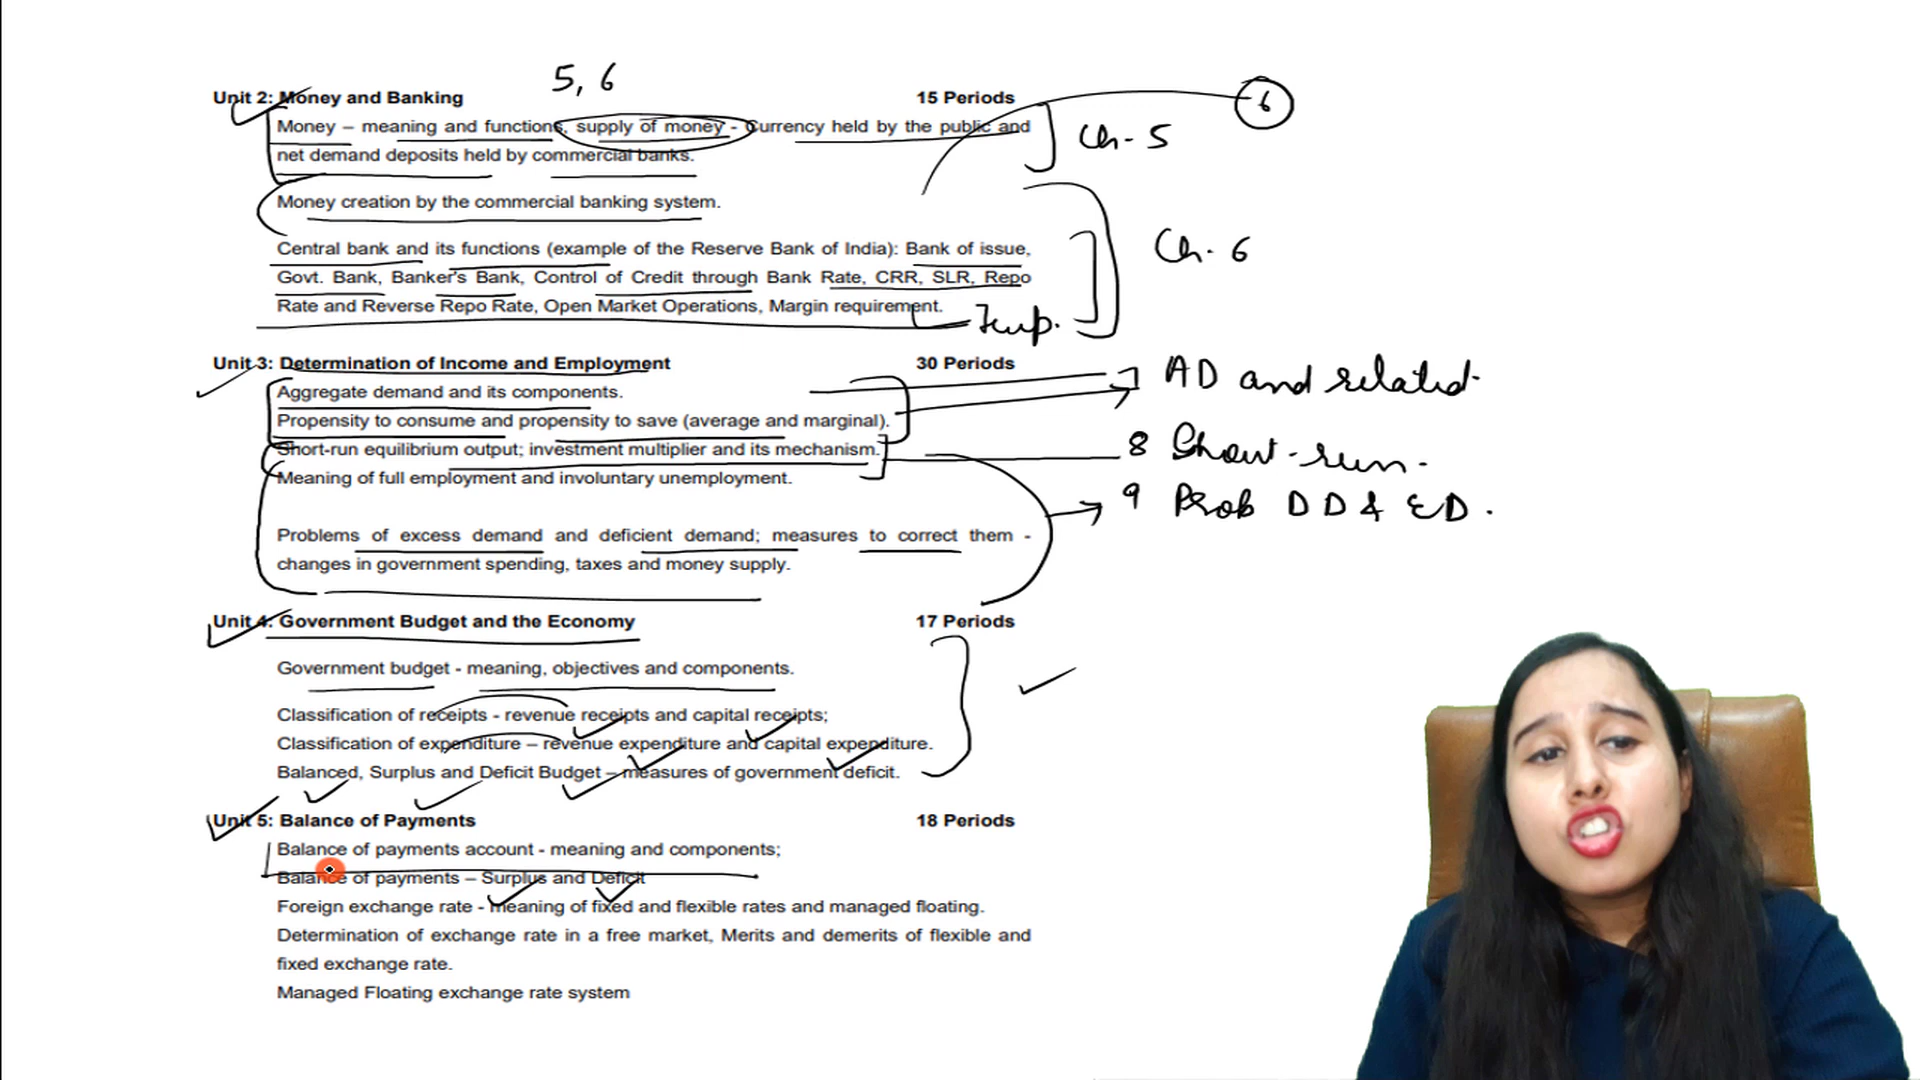 5, 6
Unit 2: Money and Banking 15 Periods
6
Money – meaning and functions, supply of money - Currency held by the public and
net demand deposits held by commercial banks.
Ch-5
Money creation by the commercial banking system.
Central bank and its functions (example of the Reserve Bank of India): Bank of issue,
Govt. Bank, Banker's Bank, Control of Credit through Bank Rate, CRR, SLR, Repo
Rate and Reverse Repo Rate, Open Market Operations, Margin requirement.
Ch-6
Imp.
Unit 3: Determination of Income and Employment 30 Periods
Aggregate demand and its components.
7 AD and related.
Propensity to consume and propensity to save (average and marginal).
Short-run equilibrium output; investment multiplier and its mechanism.
8 Short-run.
Meaning of full employment and involuntary unemployment.
9 Prob DD & ED.
Problems of excess demand and deficient demand; measures to correct them -
changes in government spending, taxes and money supply.
Unit 4: Government Budget and the Economy 17 Periods
Government budget - meaning, objectives and components.
Classification of receipts - revenue receipts and capital receipts;
Classification of expenditure – revenue expenditure and capital expenditure.
Balanced, Surplus and Deficit Budget – measures of government deficit.
Unit 5: Balance of Payments 18 Periods
Balance of payments account - meaning and components;
Balance of payments – Surplus and Deficit
Foreign exchange rate - meaning of fixed and flexible rates and managed floating.
Determination of exchange rate in a free market, Merits and demerits of flexible and
fixed exchange rate.
Managed Floating exchange rate system